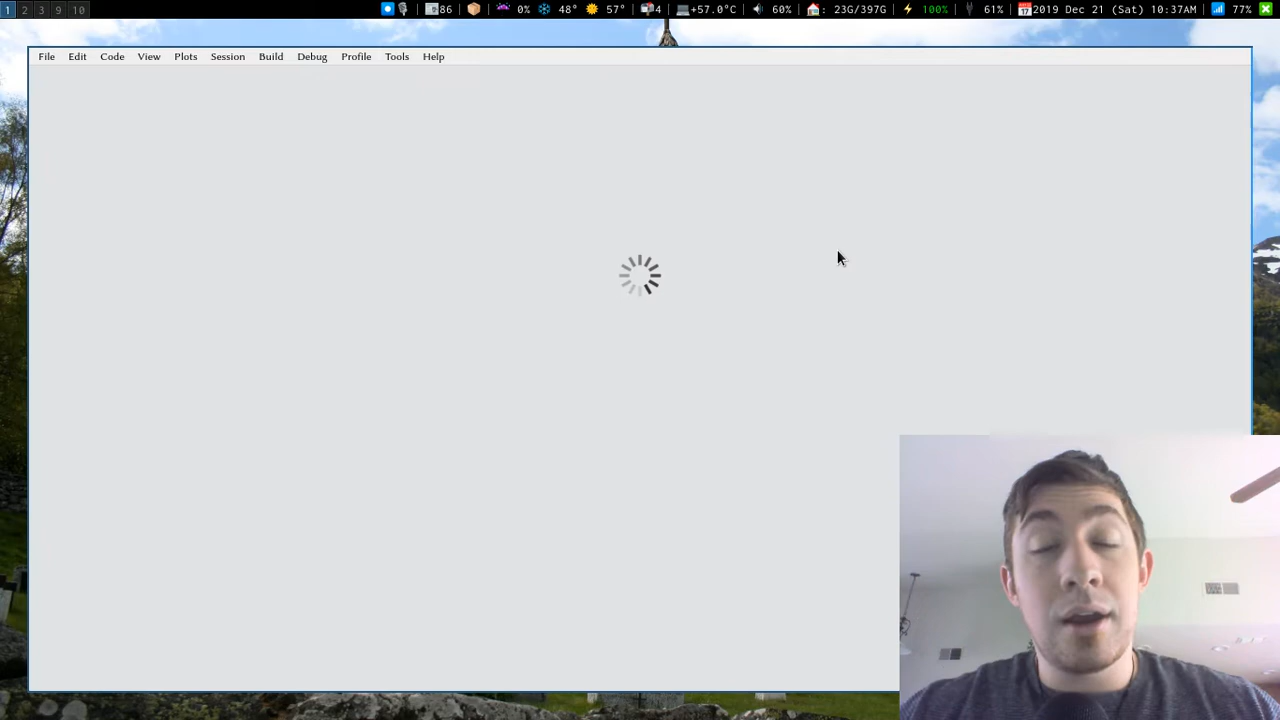 1 2 3 9 10 86 0% 48° 57° 4 +57.0°C 60% : 23G/397G 100% 61% 2019 Dec 21 (Sat) 10:37AM 77%
File Edit Code View Plots Session Build Debug Profile Tools Help